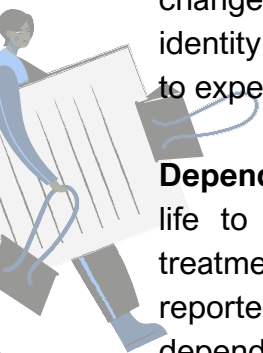 change
identity
to expe
Depend
life to
treatme
reporte
depend